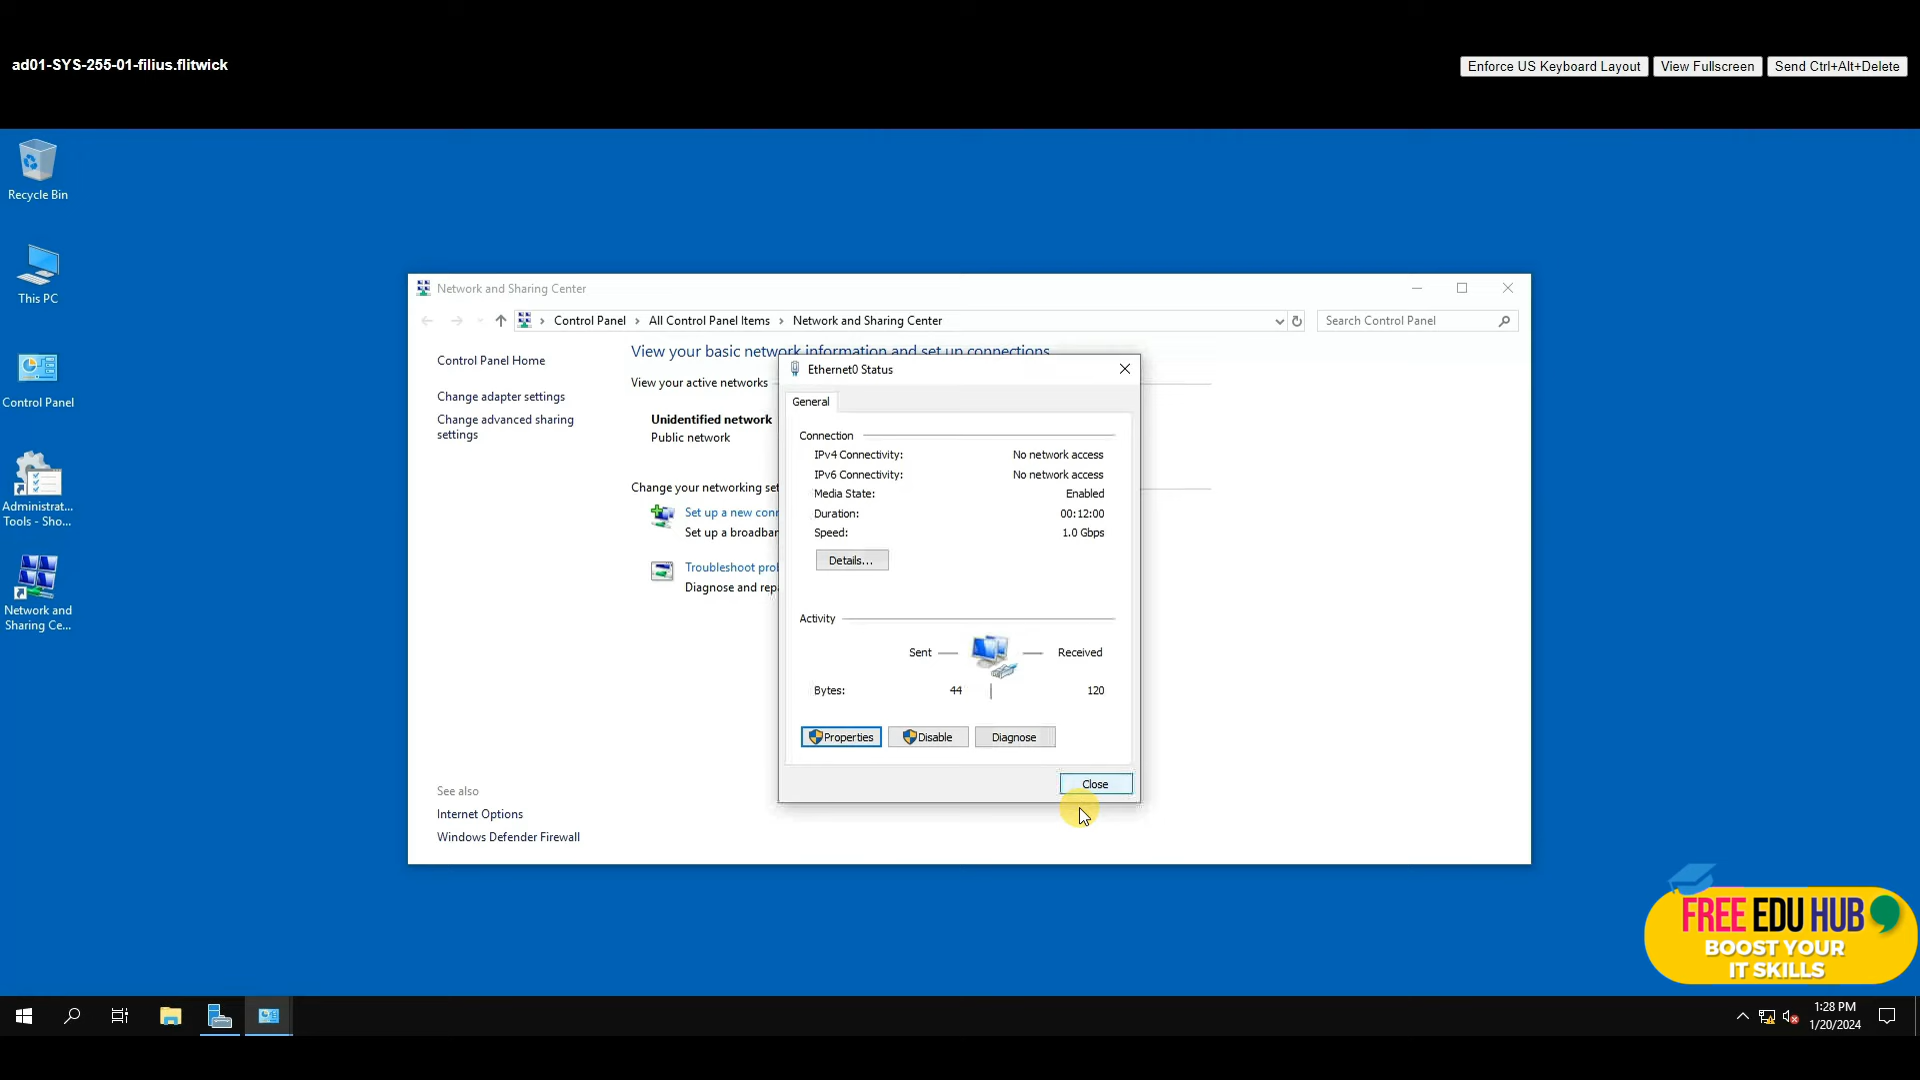 ad01-SYS-255-01-filius.flitwick
Enforce US Keyboard Layout
View Fullscreen
Send Ctrl+Alt+Delete
Recycle Bin
This PC
Control Panel
Administrat...
Tools - Sho...
Network and
Sharing Ce...
Network and Sharing Center
Control Panel
All Control Panel Items
Network and Sharing Center
Search Control Panel
Control Panel Home
Change adapter settings
Change advanced sharing
settings
See also
Internet Options
Windows Defender Firewall
View your basic network information and set up connections
View your active networks
Unidentified network
Public network
Change your networking set
Set up a new conn
Set up a broadban
Troubleshoot prob
Diagnose and repa
Ethernet0 Status
General
Connection
IPv4 Connectivity: No network access
IPv6 Connectivity: No network access
Media State: Enabled
Duration: 00:12:00
Speed: 1.0 Gbps
Details...
Activity
Sent
Received
Bytes: 44 120
Properties
Disable
Diagnose
Close
FREE EDU HUB
BOOST YOUR
IT SKILLS
1:28 PM
1/20/2024